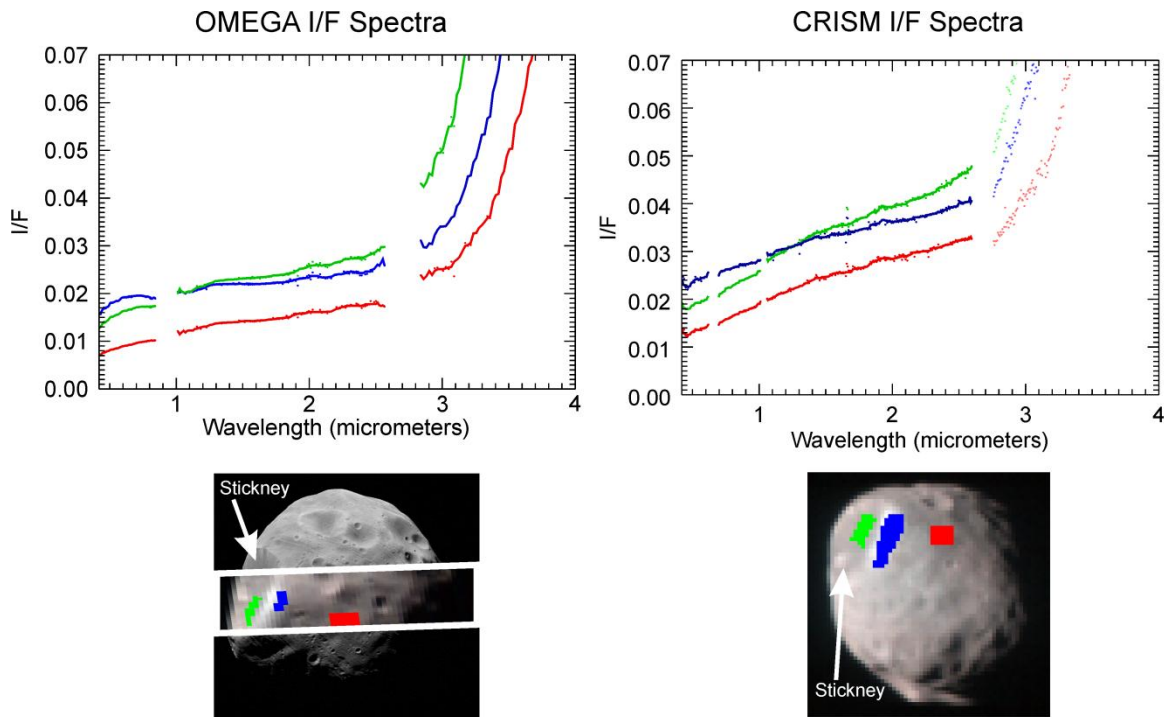 OMEGA I/F Spectra
0.07
0.06
0.05
0.04
0.03
0.02
0.01
0.00
I/F
1 2 3 4
Wavelength (micrometers)
Stickney
CRISM I/F Spectra
0.07
0.06
0.05
0.04
0.03
0.02
0.01
0.00
I/F
1 2 3 4
Wavelength (micrometers)
Stickney